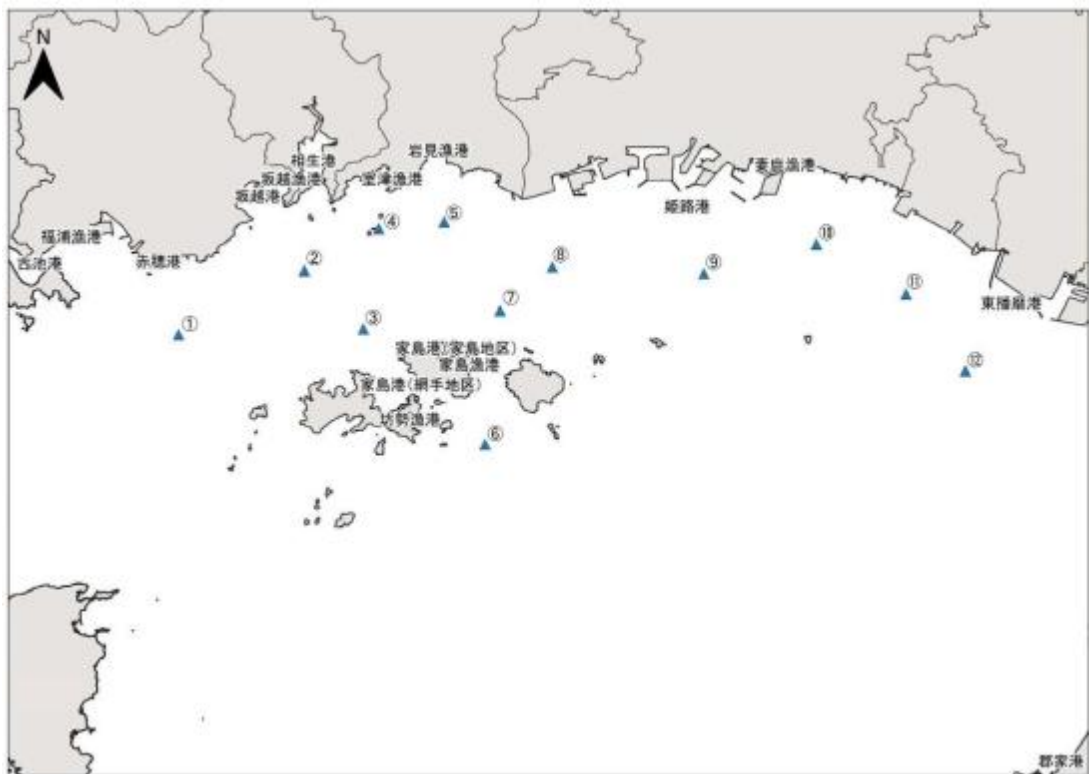 N
岩見漁港
相生港
坂越漁港
室津漁港
妻鹿漁港
坂越港
姫路港
⑤
④
福浦漁港
⑩
古池港
赤穂港
②
⑧
⑨
⑪
東播磨港
⑦
③
①
家島港(家島地区)
家島漁港
⑫
家島港(網手地区)
坊勢漁港
⑥
郡家港